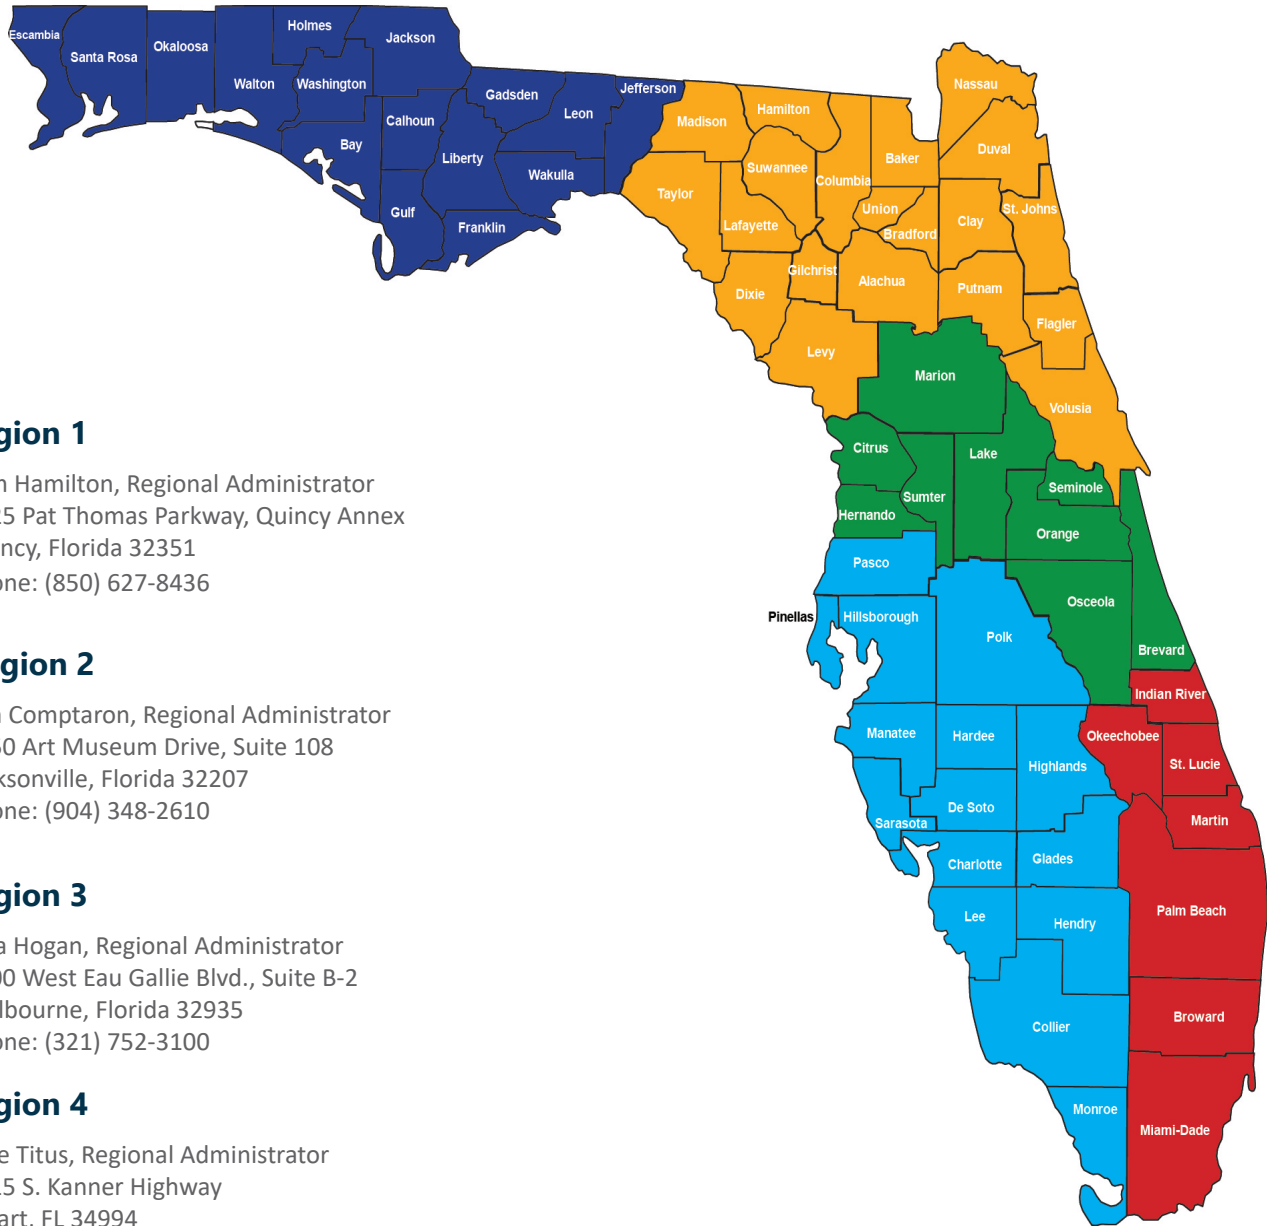 Escambia
Santa Rosa
Okaloosa
Holmes
Jackson
Walton
Washington
Gadsden
Jefferson
Leon
Calhoun
Bay
Liberty
Wakulla
Gulf
Franklin
Nassau
Madison
Hamilton
Duval
Baker
Suwannee
Columbia
Taylor
Union
St. Johns
Lafayette
Clay
Bradford
Gilchrist
Alachua
Putnam
Dixie
Flagler
Levy
Marion
Volusia
Citrus
Lake
Sumter
Seminole
Hernando
Orange
Pasco
Osceola
Pinellas
Hillsborough
Polk
Brevard
Indian River
Manatee
Hardee
Okeechobee
Highlands
St. Lucie
De Soto
Sarasota
Martin
Charlotte
Glades
Lee
Hendry
Palm Beach
Collier
Broward
Monroe
Miami-Dade
gion 1
Hamilton, Regional Administrator
25 Pat Thomas Parkway, Quincy Annex
ncy, Florida 32351
one: (850) 627-8436
gion 2
Comptaron, Regional Administrator
50 Art Museum Drive, Suite 108
ksonville, Florida 32207
one: (904) 348-2610
gion 3
a Hogan, Regional Administrator
00 West Eau Gallie Blvd., Suite B-2
lbourne, Florida 32935
one: (321) 752-3100
gion 4
e Titus, Regional Administrator
15 S. Kanner Highway
art, FL 34994